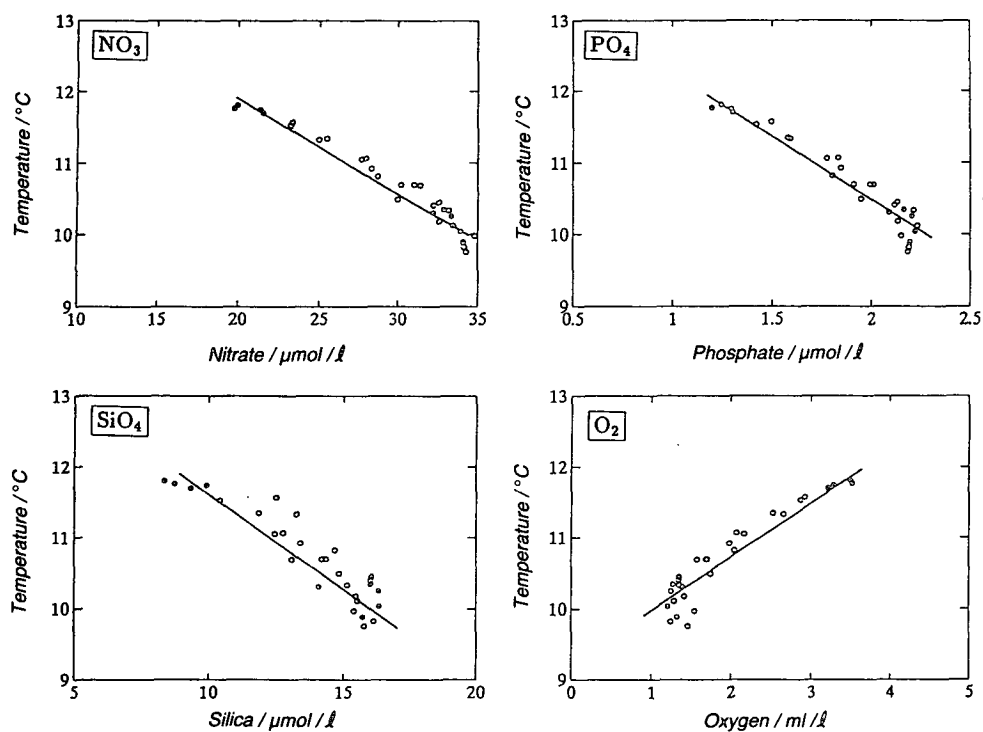 NO₃
13
12
11
10
9
Temperature / °C
10 15 20 25 30 35
Nitrate / μmol / ℓ
PO₄
13
12
11
10
9
Temperature / °C
0.5 1 1.5 2 2.5
Phosphate / μmol / ℓ
SiO₄
13
12
11
10
9
Temperature / °C
5 10 15 20
Silica / μmol / ℓ
O₂
13
12
11
10
9
Temperature / °C
0 1 2 3 4 5
Oxygen / ml / ℓ